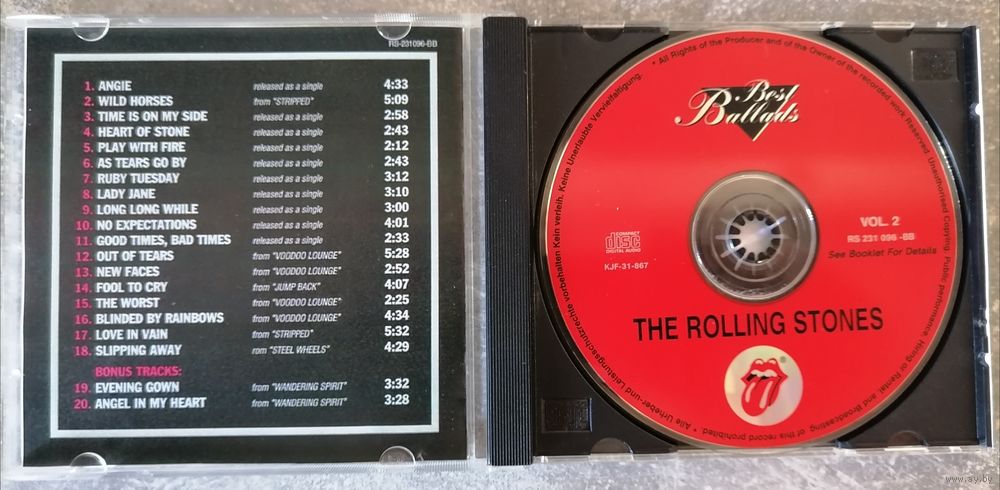 RS-231096-BB
1. ANGIE released as a single 4:33
2. WILD HORSES from "STRIPPED" 5:09
3. TIME IS ON MY SIDE released as a single 2:58
4. HEART OF STONE released as a single 2:43
5. PLAY WITH FIRE released as a single 2:12
6. AS TEARS GO BY released as a single 2:43
7. RUBY TUESDAY released as a single 3:12
8. LADY JANE released as a single 3:10
9. LONG LONG WHILE released as a single 3:00
10. NO EXPECTATIONS released as a single 4:01
11. GOOD TIMES, BAD TIMES released as a single 2:33
12. OUT OF TEARS from "VOODOO LOUNGE" 5:28
13. NEW FACES from "VOODOO LOUNGE" 2:52
14. FOOL TO CRY from "JUMP BACK" 4:07
15. THE WORST from "VOODOO LOUNGE" 2:25
16. BLINDED BY RAINBOWS from "VOODOO LOUNGE" 4:34
17. LOVE IN VAIN from "STRIPPED" 5:32
18. SLIPPING AWAY rom "STEEL WHEELS" 4:29
BONUS TRACKS:
19. EVENING GOWN from "WANDERING SPIRIT" 3:32
20. ANGEL IN MY HEART from "WANDERING SPIRIT" 3:28
* All Rights of the Producer and of the Owner of the recorded work Reserved. Unauthorised Copying. Public performance, Hiring or Rental, and Broadcasting of this record prohibited.
* Alle Urheber-und Leistungsschutzrechte vorbehalten Kein verleih. Keine Unerlaubte Vervielfältigung.
Best
Ballads
COMPACT
disc
DIGITAL AUDIO
KJF-31-867
VOL. 2
RS 231 096 -BB
See Booklet For Details
THE ROLLING STONES
®
www.ay.by